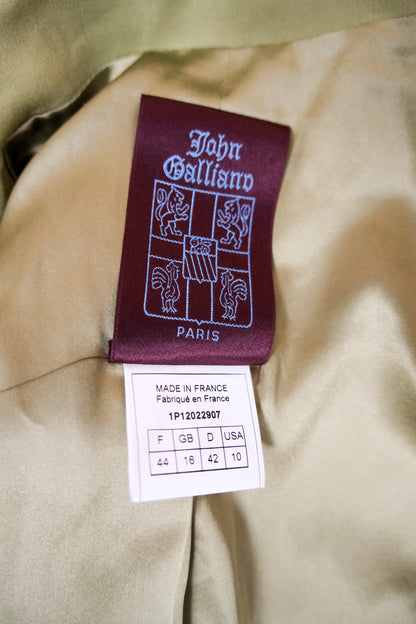 John
Galliano
PARIS
MADE IN FRANCE
Fabriqué en France
1P12022907
F GB D USA
44 16 42 10